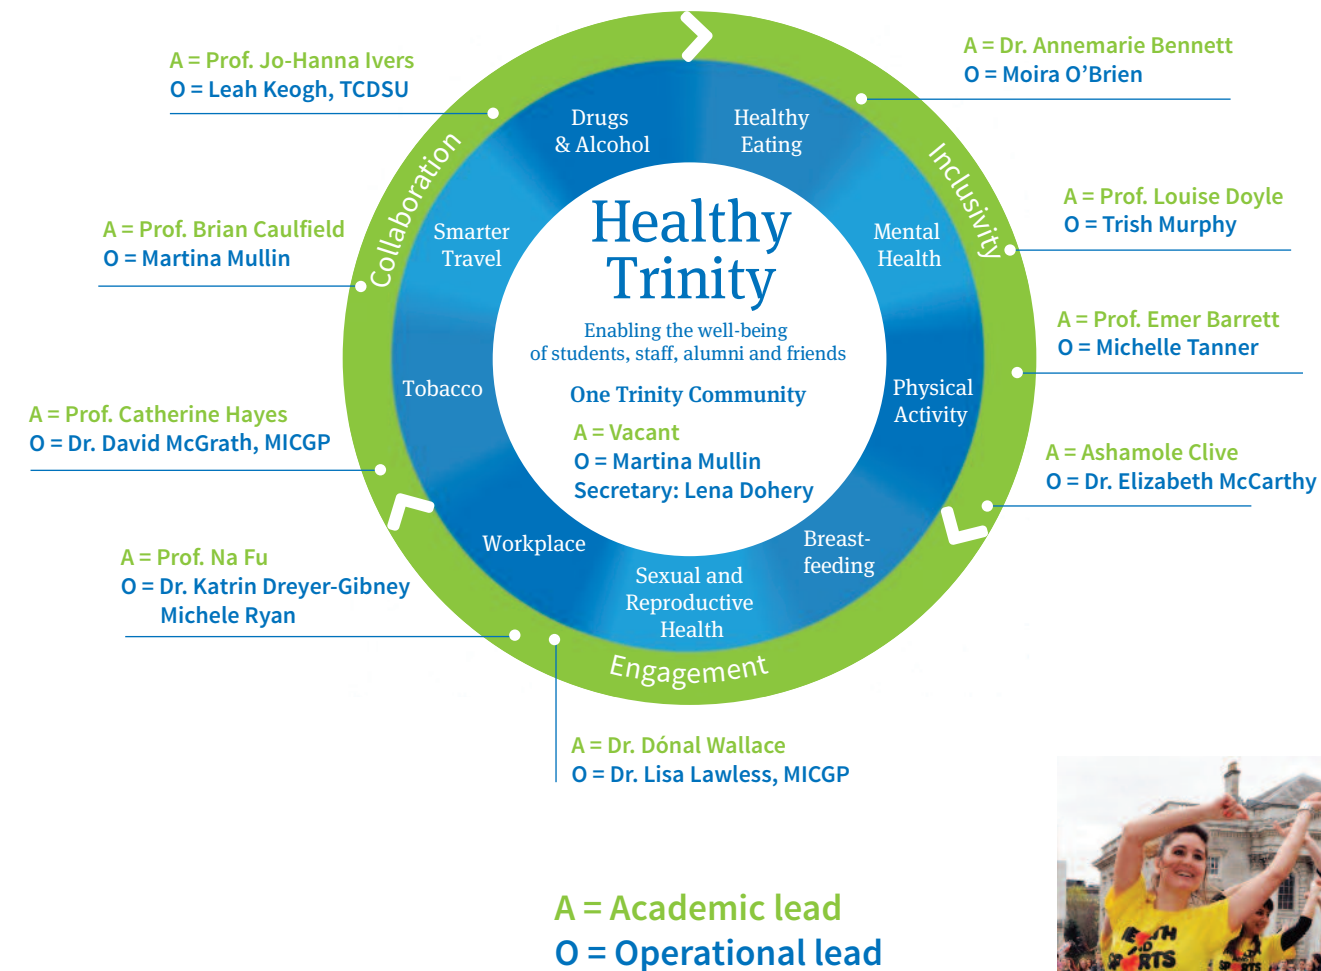 A = Prof. Jo-Hanna Ivers
O = Leah Keogh, TCDSU
A = Dr. Annemarie Bennett
O = Moira O'Brien
A = Prof. Brian Caulfield
O = Martina Mullin
A = Prof. Louise Doyle
O = Trish Murphy
A = Prof. Emer Barrett
O = Michelle Tanner
A = Prof. Catherine Hayes
O = Dr. David McGrath, MICGP
A = Ashamole Clive
O = Dr. Elizabeth McCarthy
A = Prof. Na Fu
O = Dr. Katrin Dreyer-Gibney
Michele Ryan
A = Dr. Dónal Wallace
O = Dr. Lisa Lawless, MICGP
Collaboration
Inclusivity
Engagement
Drugs
& Alcohol
Healthy
Eating
Mental
Health
Physical
Activity
Breast-
feeding
Sexual and
Reproductive
Health
Workplace
Tobacco
Smarter
Travel
Healthy
Trinity
Enabling the well-being
of students, staff, alumni and friends
One Trinity Community
A = Vacant
O = Martina Mullin
Secretary: Lena Dohery
A = Academic lead
O = Operational lead